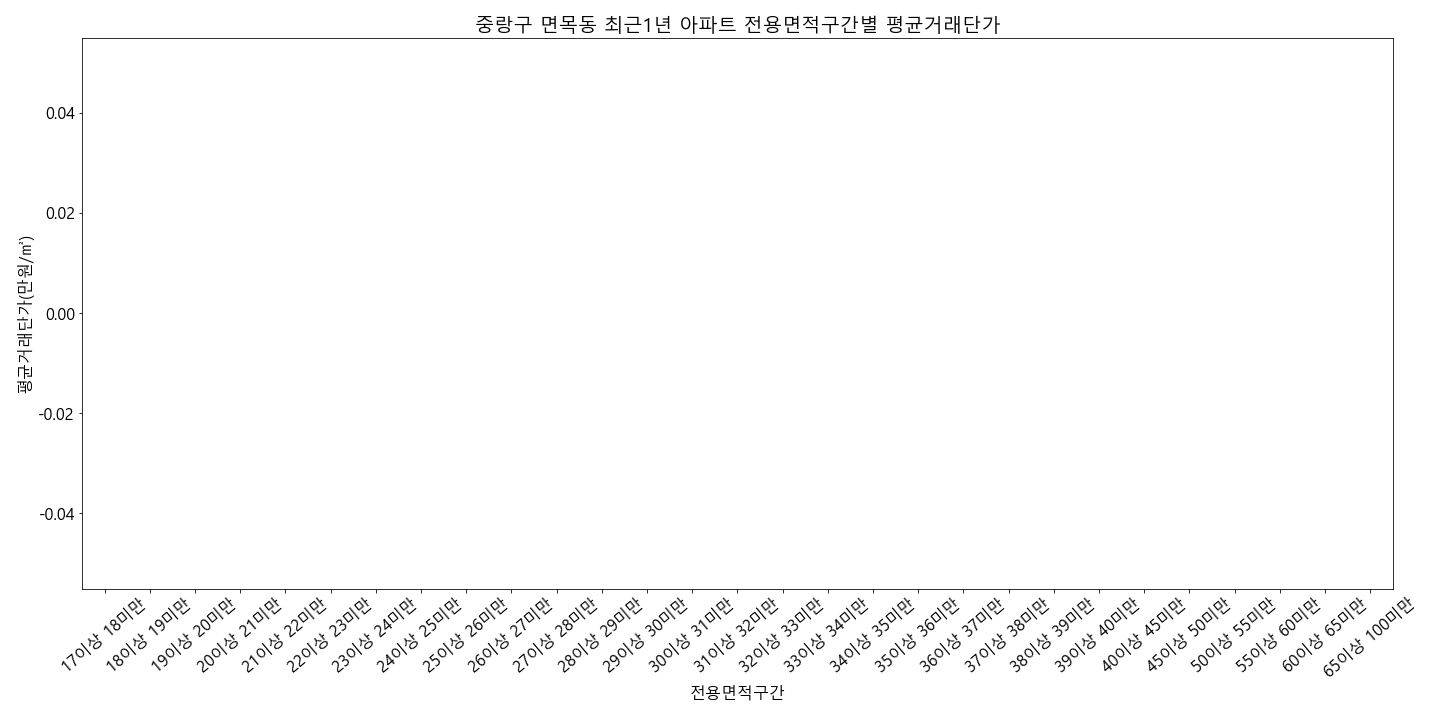 중랑구 면목동 최근1년 아파트 전용면적구간별 평균거래단가
평균거래단가(만원/㎡)
0.04
0.02
0.00
-0.02
-0.04
17이상 18미만
18이상 19미만
19이상 20미만
20이상 21미만
21이상 22미만
22이상 23미만
23이상 24미만
24이상 25미만
25이상 26미만
26이상 27미만
27이상 28미만
28이상 29미만
29이상 30미만
30이상 31미만
31이상 32미만
32이상 33미만
33이상 34미만
34이상 35미만
35이상 36미만
36이상 37미만
37이상 38미만
38이상 39미만
39이상 40미만
40이상 45미만
45이상 50미만
50이상 55미만
55이상 60미만
60이상 65미만
65이상 100미만
전용면적구간